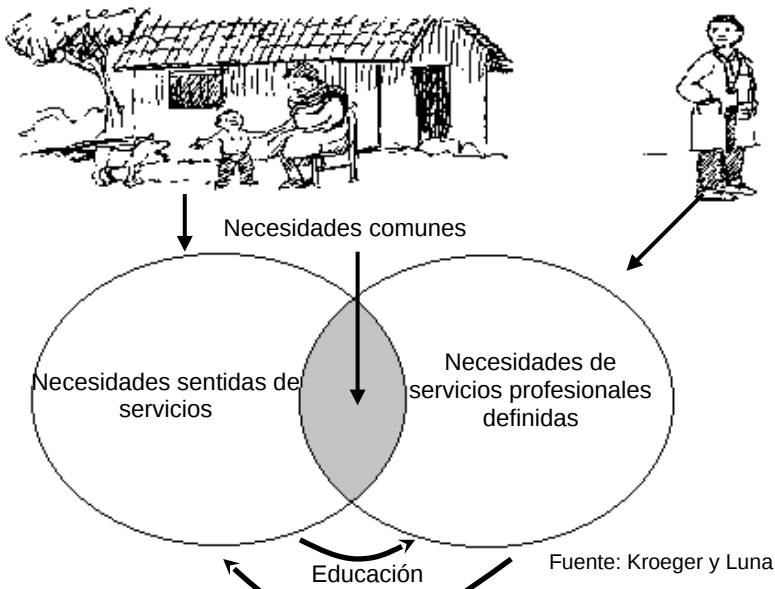 Necesidades comunes
Necesidades sentidas de
servicios
Necesidades de
servicios profesionales
definidas
Educación
Fuente: Kroeger y Luna